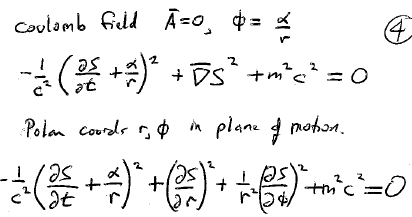 Coulomb field Ā=0, ϕ= α/r ④
-1/c² (∂S/∂t + α/r)² + ∇̄S² + m²c² = 0
Polar coords r, ϕ in plane of motion.
-1/c² (∂S/∂t + α/r)² + (∂S/∂r)² + 1/r² (∂S/∂ϕ)² + m²c² = 0